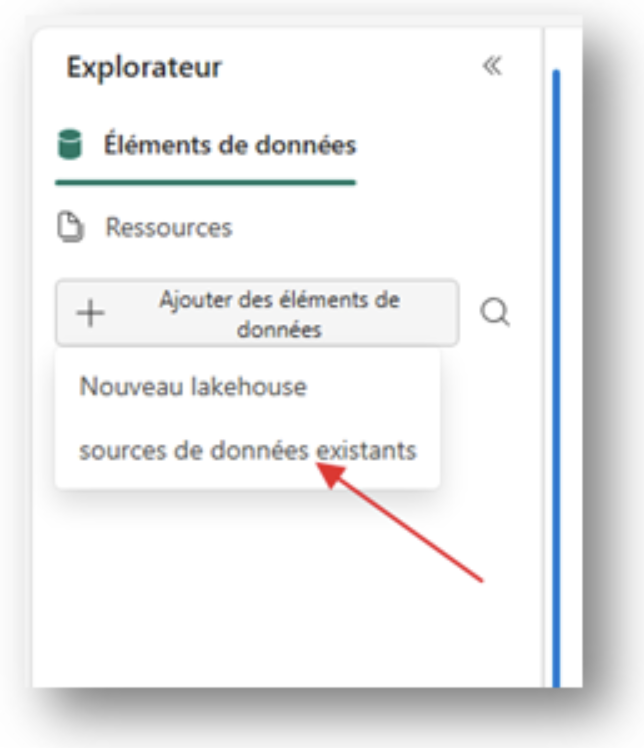 Explorateur
Éléments de données
Ressources
Ajouter des éléments de
données
Nouveau lakehouse
sources de données existants